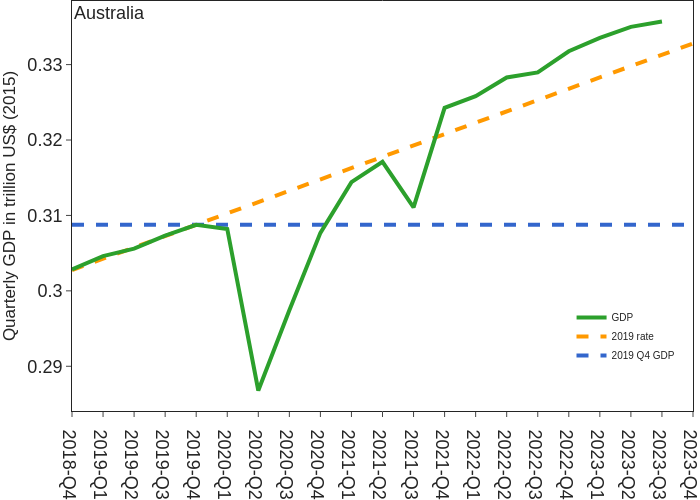 Australia
Quarterly GDP in trillion US$ (2015)
0.33
0.32
0.31
0.3
0.29
GDP
2019 rate
2019 Q4 GDP
2018-Q4
2019-Q1
2019-Q2
2019-Q3
2019-Q4
2020-Q1
2020-Q2
2020-Q3
2020-Q4
2021-Q1
2021-Q2
2021-Q3
2021-Q4
2022-Q1
2022-Q2
2022-Q3
2022-Q4
2023-Q1
2023-Q2
2023-Q3
2023-Q4